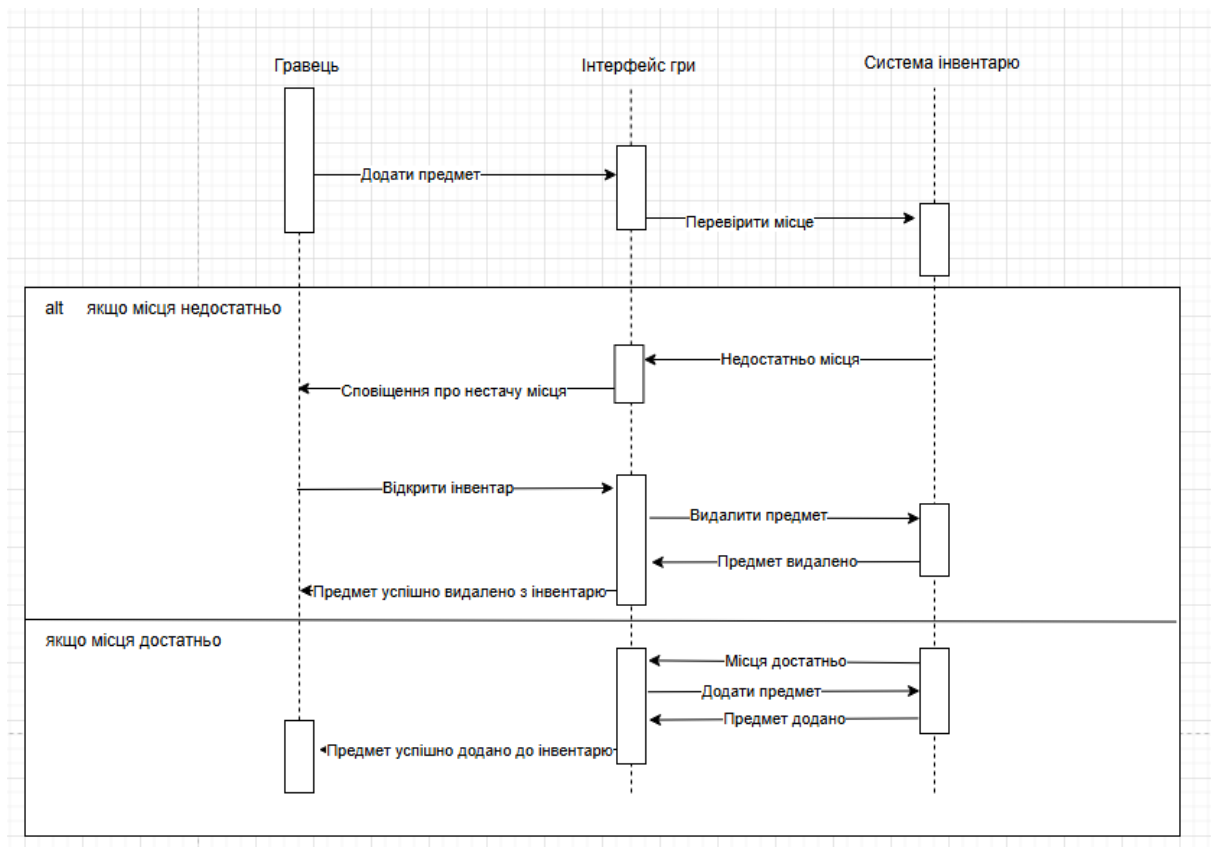 Гравець
Інтерфейс гри
Система інвентарю
Додати предмет
Перевірити місце
alt якщо місця недостатньо
Недостатньо місця
Сповіщення про нестачу місця
Відкрити інвентар
Видалити предмет
Предмет видалено
Предмет успішно видалено з інвентарю
якщо місця достатньо
Місця достатньо
Додати предмет
Предмет додано
Предмет успішно додано до інвентарю